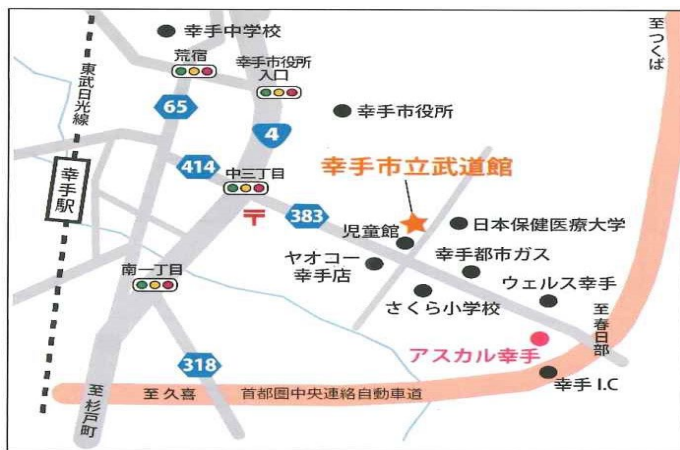 幸手中学校
荒宿
幸手市役所
入口
至つくば
東武日光線
65
4
幸手市役所
414
中三丁目
幸手市立武道館
幸手駅
〒
383
児童館
日本保健医療大学
ヤオコー
幸手店
幸手都市ガス
南一丁目
さくら小学校
ウェルス幸手
至春日部
アスカル幸手
318
幸手I.C
至久喜
首都圏中央連絡自動車道
至杉戸町